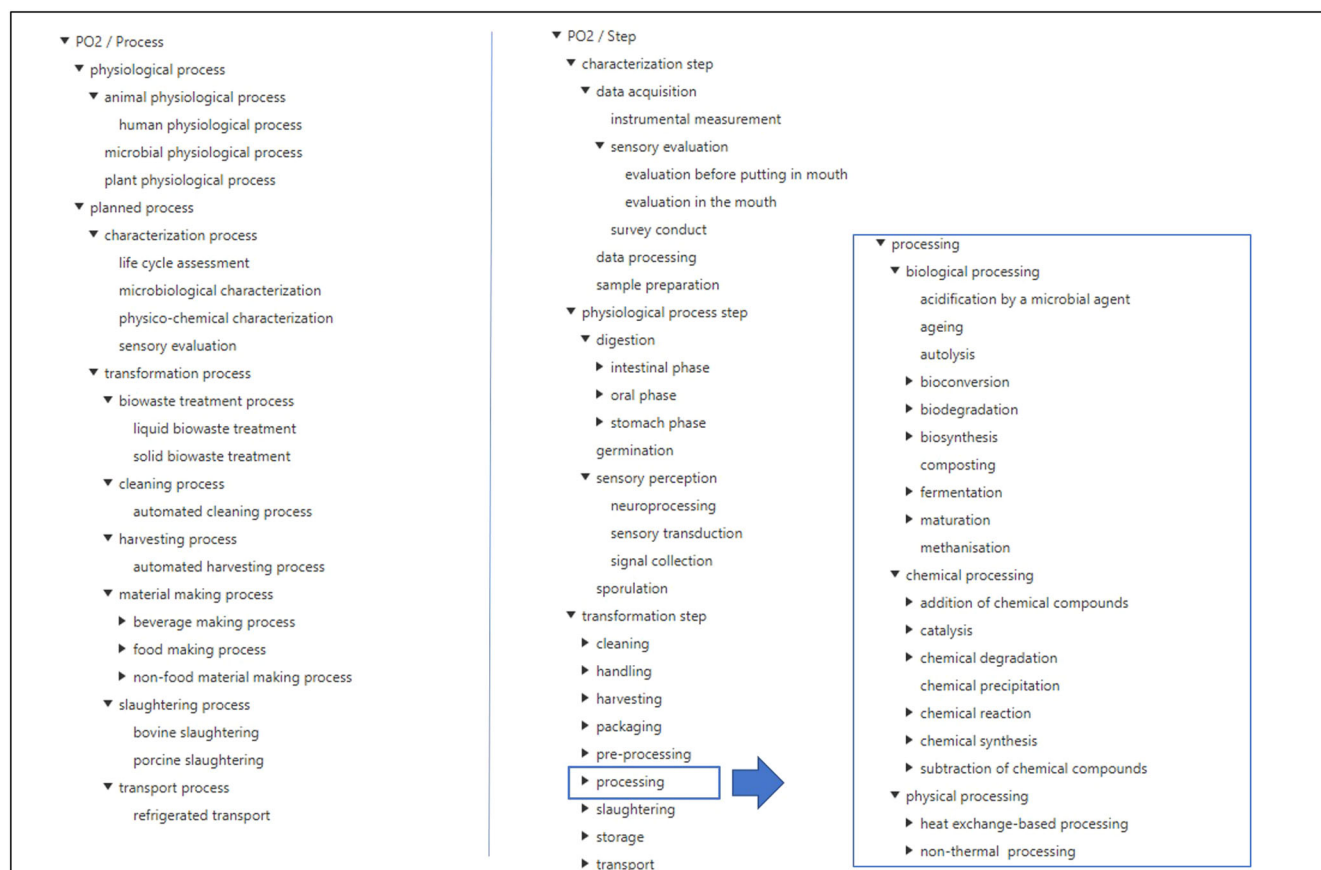 PO2 / Process
physiological process
animal physiological process
human physiological process
microbial physiological process
plant physiological process
planned process
characterization process
life cycle assessment
microbiological characterization
physico-chemical characterization
sensory evaluation
transformation process
biowaste treatment process
liquid biowaste treatment
solid biowaste treatment
cleaning process
automated cleaning process
harvesting process
automated harvesting process
material making process
beverage making process
food making process
non-food material making process
slaughtering process
bovine slaughtering
porcine slaughtering
transport process
refrigerated transport
PO2 / Step
characterization step
data acquisition
instrumental measurement
sensory evaluation
evaluation before putting in mouth
evaluation in the mouth
survey conduct
data processing
sample preparation
physiological process step
digestion
intestinal phase
oral phase
stomach phase
germination
sensory perception
neuroprocessing
sensory transduction
signal collection
sporulation
transformation step
cleaning
handling
harvesting
packaging
pre-processing
processing
slaughtering
storage
transport
processing
biological processing
acidification by a microbial agent
ageing
autolysis
bioconversion
biodegradation
biosynthesis
composting
fermentation
maturation
methanisation
chemical processing
addition of chemical compounds
catalysis
chemical degradation
chemical precipitation
chemical reaction
chemical synthesis
subtraction of chemical compounds
physical processing
heat exchange-based processing
non-thermal processing